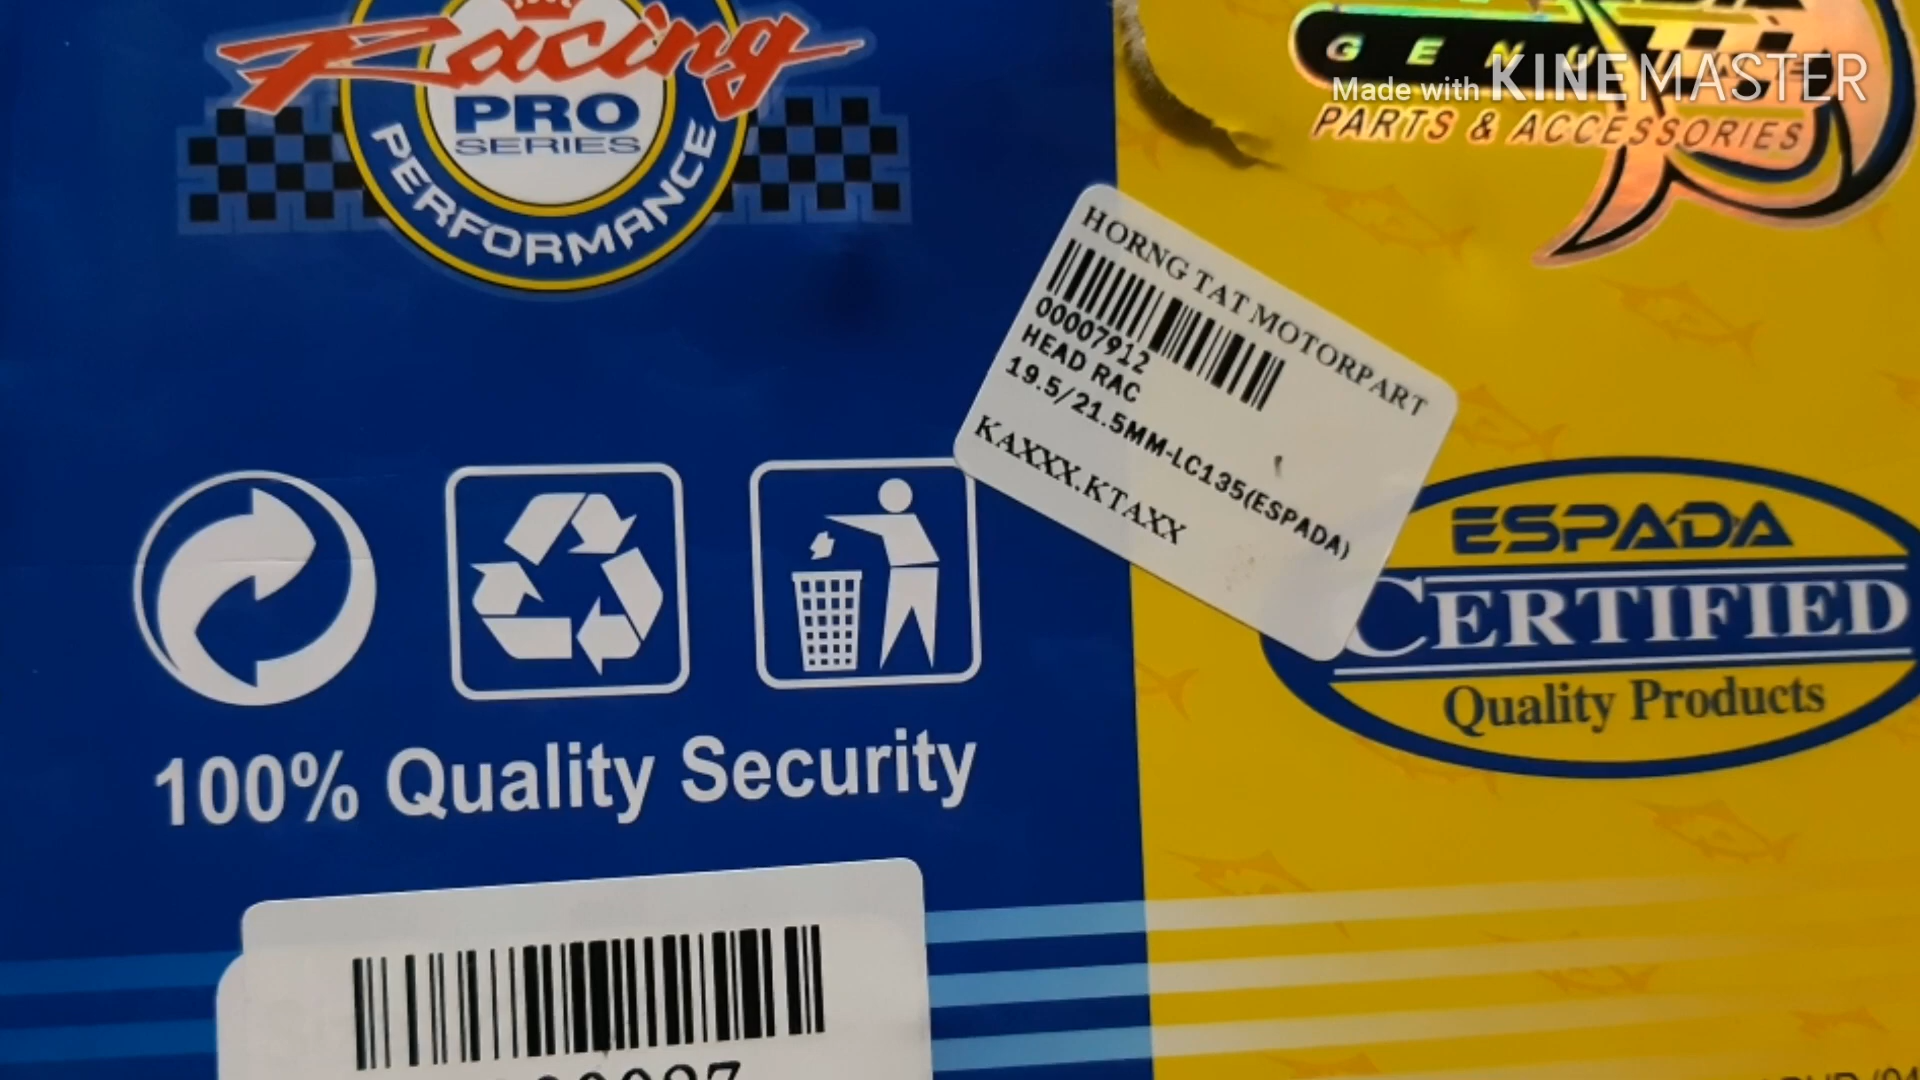 Racing
PRO
SERIES
PERFORMANCE
GENU
Made with KINEMASTER
PARTS & ACCESSORIES
HORNG TAT MOTORPART
00007912
HEAD RAC
19.5/21.5MM-LC135(ESPADA)
KAXXX.KTAXX
ESPADA
CERTIFIED
Quality Products
100% Quality Security